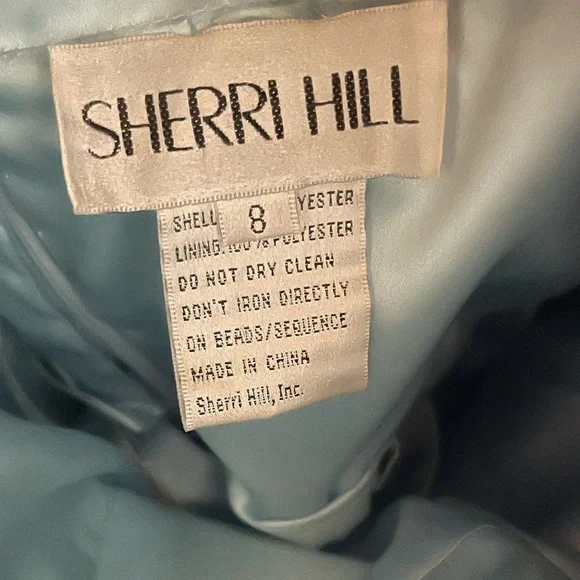 SHERRI HILL
8
SHELL YESTER
LINING:100% POLYESTER
DO NOT DRY CLEAN
DON'T IRON DIRECTLY
ON BEADS/SEQUENCE
MADE IN CHINA
Sherri Hill, Inc.